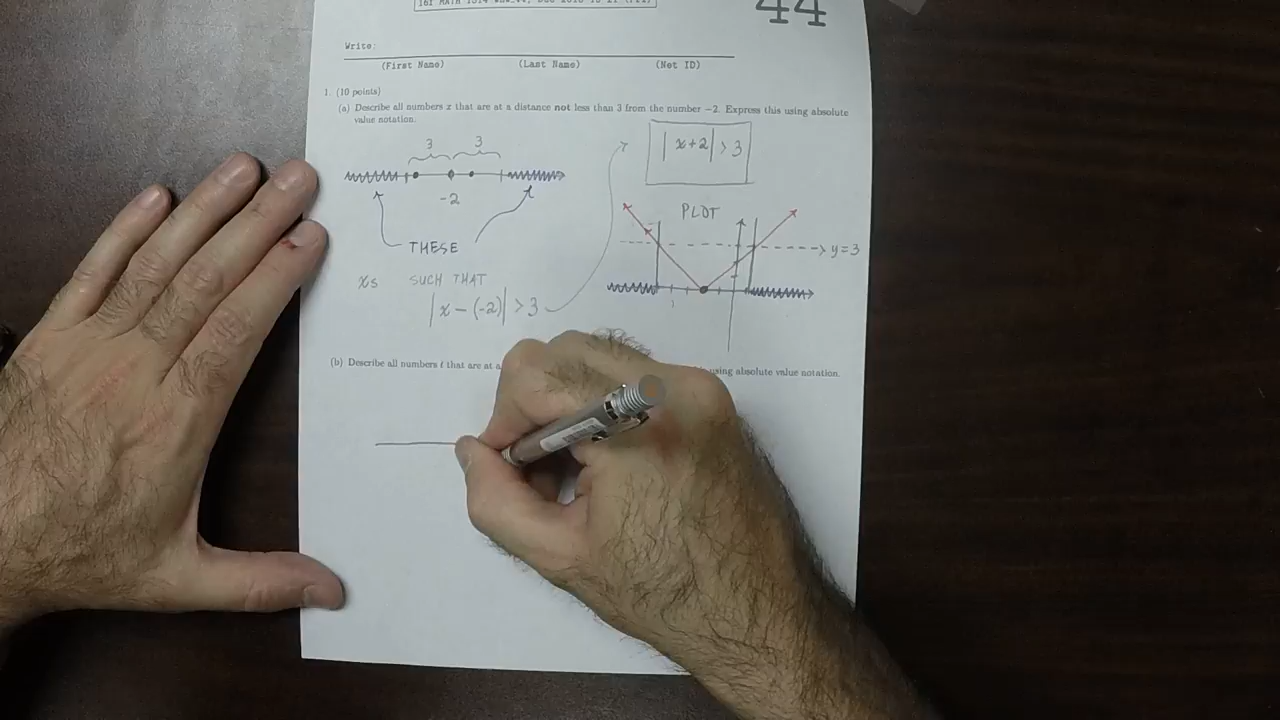 44
Write:
(First Name) (Last Name) (Net ID)
1. (10 points)
(a) Describe all numbers x that are at a distance not less than 3 from the number −2. Express this using absolute
value notation.
3 3
|x+2| > 3
-2
PLOT
THESE
y=3
xs SUCH THAT
|x-(-2)| > 3
(b) Describe all numbers t that are at a using absolute value notation.